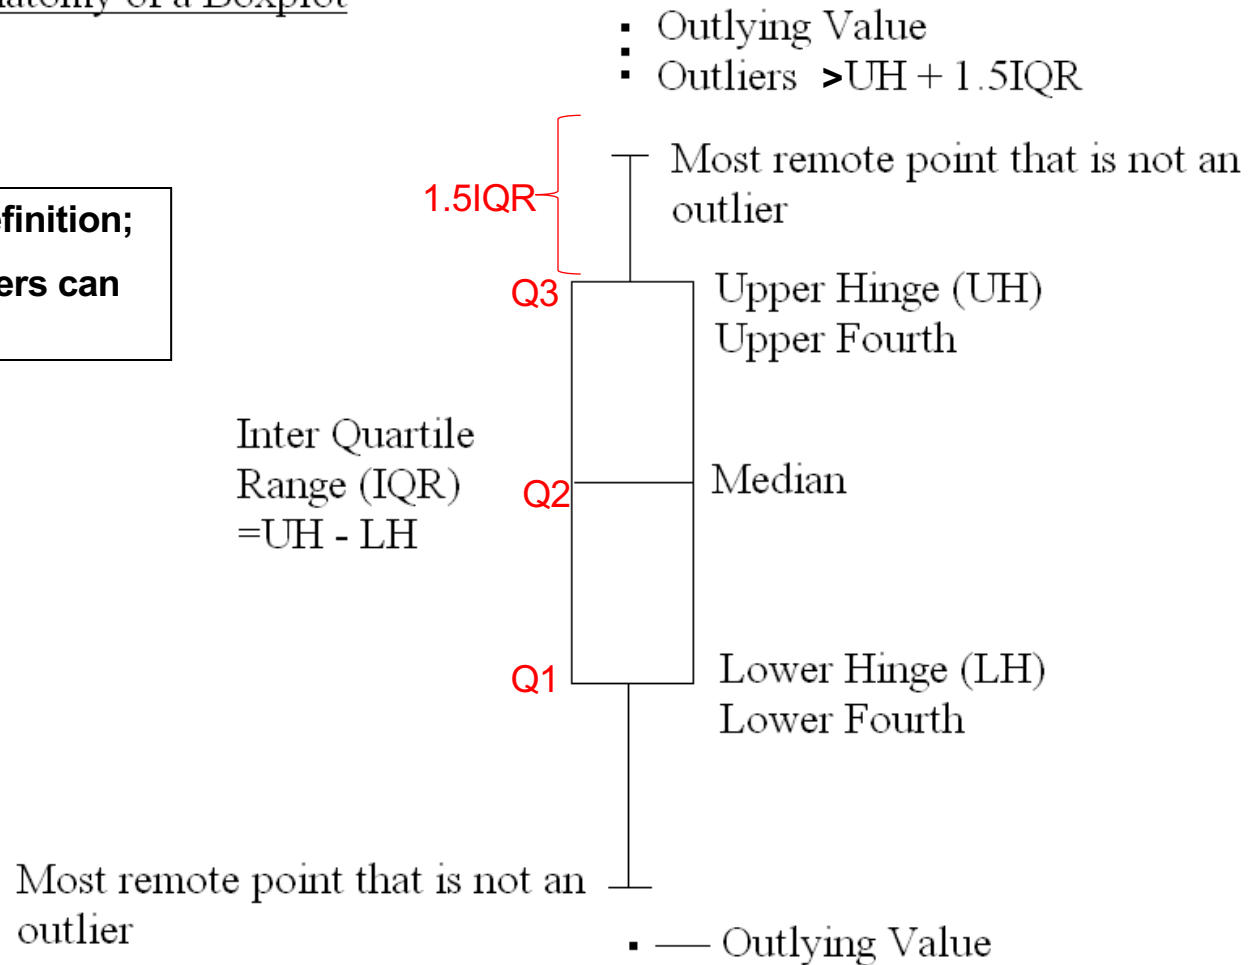 of a Boxplot
Outlying Value
Outliers >UH + 1.5IQR
Most remote point that is not an
outlier
1.5IQR
can
Q3
Upper Hinge (UH)
Upper Fourth
Inter Quartile
Range (IQR)
=UH - LH
Q2
Median
Q1
Lower Hinge (LH)
Lower Fourth
Most remote point that is not an
outlier
Outlying Value